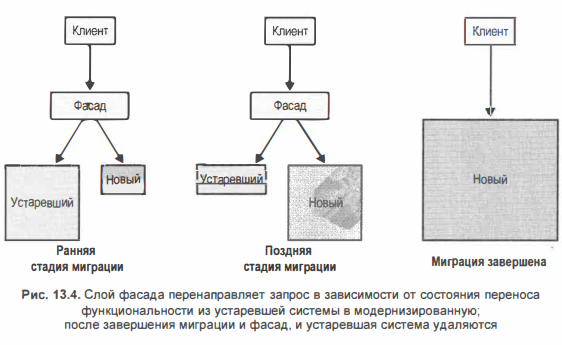 Клиент
Клиент
Клиент
Фасад
Фасад
Устаревший
Новый
Устаревший
Новый
Новый
Ранняя
стадия миграции
Поздняя
стадия миграции
Миграция завершена
Рис. 13.4. Слой фасада перенаправляет запрос в зависимости от состояния переноса
функциональности из устаревшей системы в модернизированную;
после завершения миграции и фасад, и устаревшая система удаляются